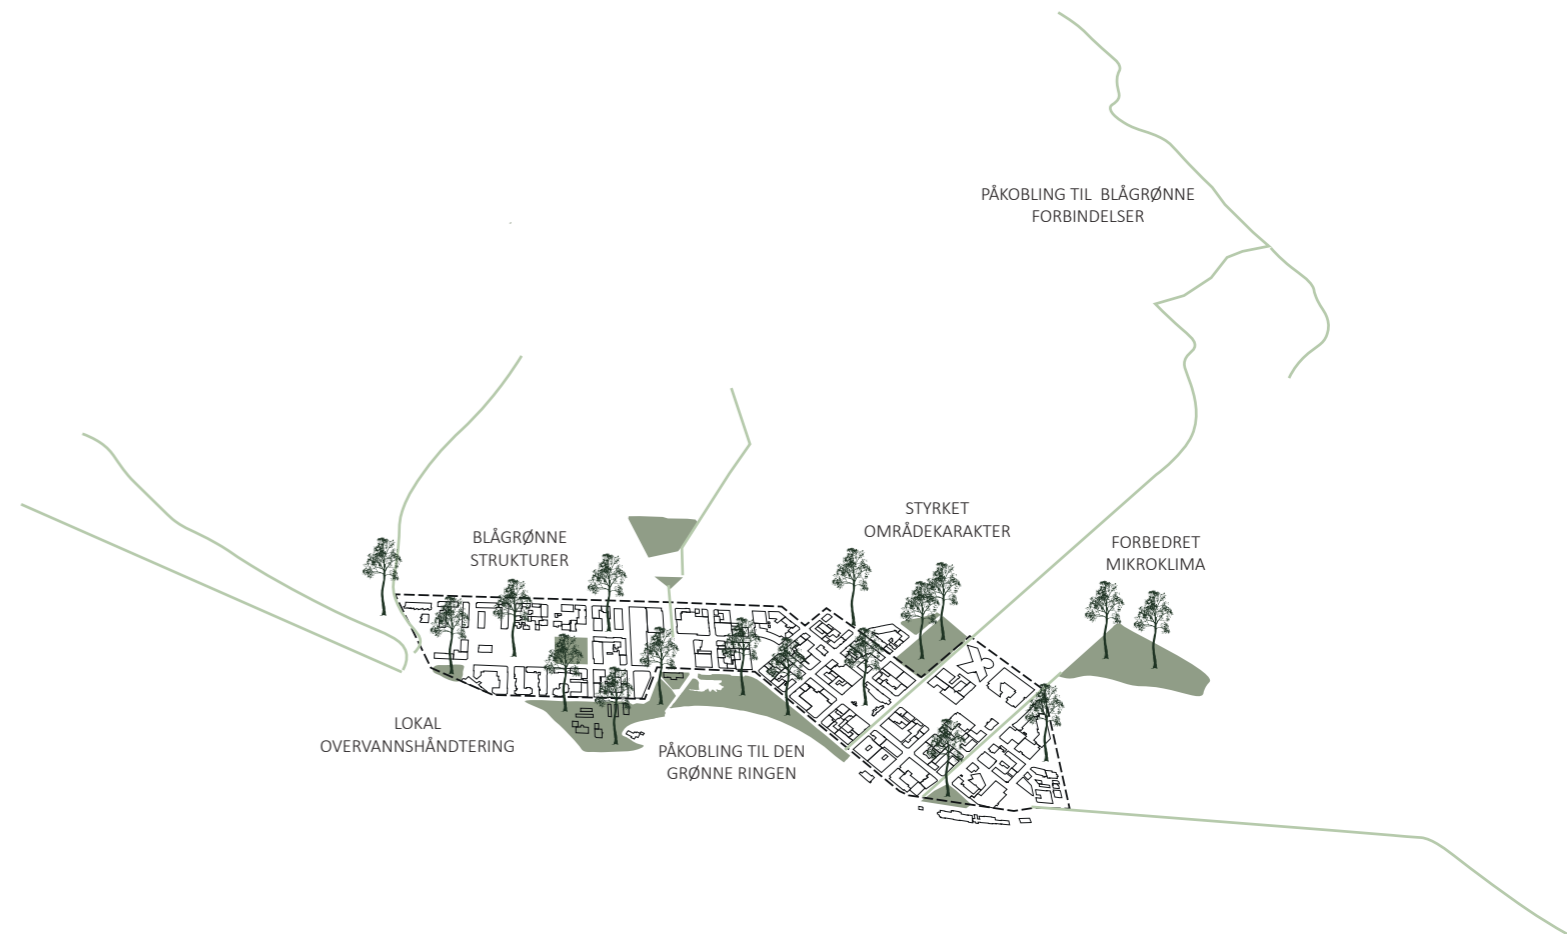 PÅKOBLING TIL BLÅGRØNNE
FORBINDELSER
STYRKET
OMRÅDEKARAKTER
BLÅGRØNNE
STRUKTURER
FORBEDRET
MIKROKLIMA
LOKAL
OVERVANNSHÅNDTERING
PÅKOBLING TIL DEN
GRØNNE RINGEN